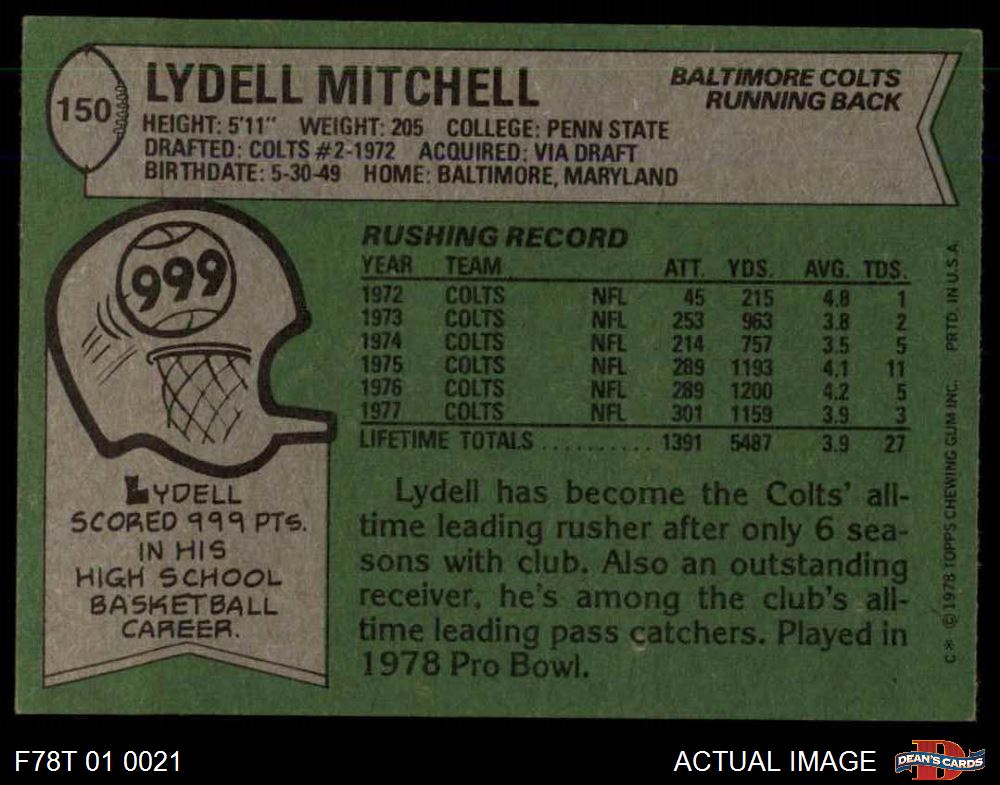 150
LYDELL MITCHELL
BALTIMORE COLTS
RUNNING BACK
HEIGHT: 5'11" WEIGHT: 205 COLLEGE: PENN STATE
DRAFTED: COLTS #2-1972 ACQUIRED: VIA DRAFT
BIRTHDATE: 5-30-49 HOME: BALTIMORE, MARYLAND
999
LYDELL
SCORED 999 PTS.
IN HIS
HIGH SCHOOL
BASKETBALL
CAREER.
RUSHING RECORD
YEAR TEAM ATT. YDS. AVG. TDS.
1972 COLTS NFL 45 215 4.8 1
1973 COLTS NFL 253 963 3.8 2
1974 COLTS NFL 214 757 3.5 5
1975 COLTS NFL 289 1193 4.1 11
1976 COLTS NFL 289 1200 4.2 5
1977 COLTS NFL 301 1159 3.9 3
LIFETIME TOTALS .......... 1391 5487 3.9 27
Lydell has become the Colts' all-
time leading rusher after only 6 sea-
sons with club. Also an outstanding
receiver, he's among the club's all-
time leading pass catchers. Played in
1978 Pro Bowl.
C * © 1978 TOPPS CHEWING GUM INC. PRTD. IN U.S.A.
F78T 01 0021
ACTUAL IMAGE
DEAN'S CARDS